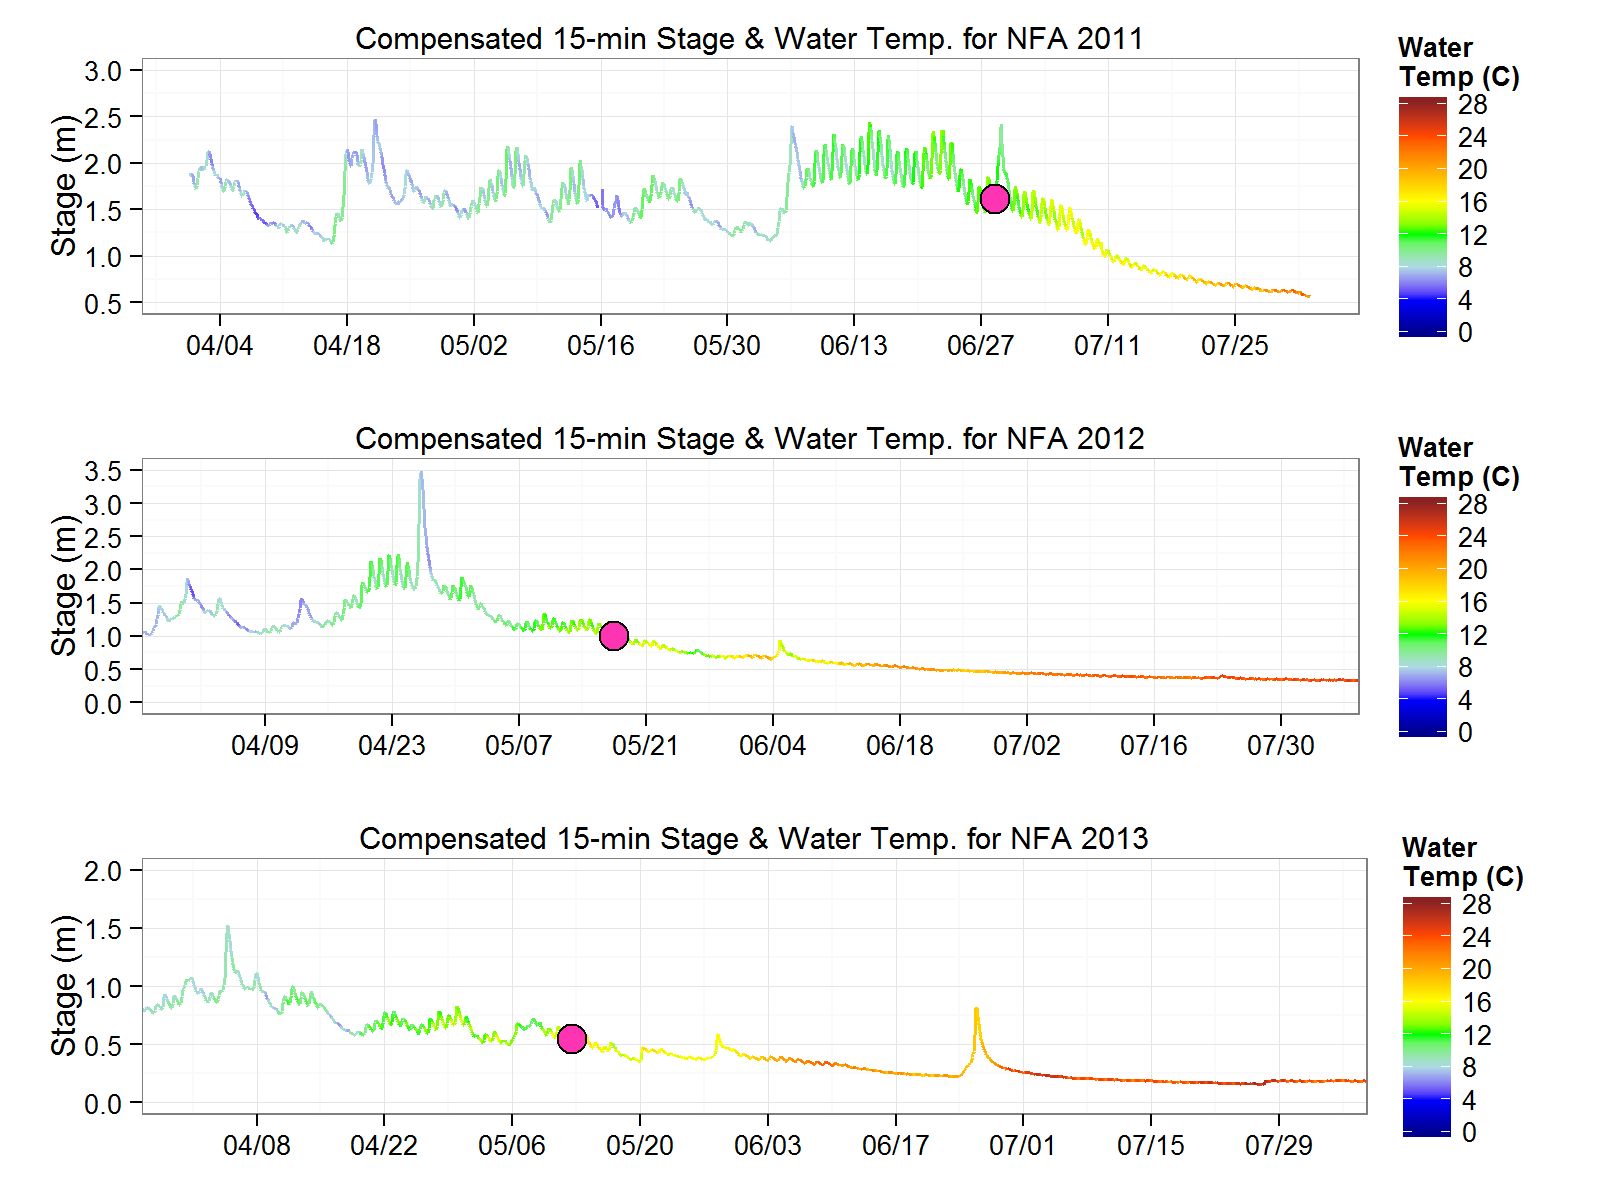 Compensated 15-min Stage & Water Temp. for NFA 2011
Stage (m)
3.0
2.5
2.0
1.5
1.0
0.5
04/04 04/18 05/02 05/16 05/30 06/13 06/27 07/11 07/25
Water
Temp (C)
28
24
20
16
12
8
4
0
Compensated 15-min Stage & Water Temp. for NFA 2012
Stage (m)
3.5
3.0
2.5
2.0
1.5
1.0
0.5
0.0
04/09 04/23 05/07 05/21 06/04 06/18 07/02 07/16 07/30
Water
Temp (C)
28
24
20
16
12
8
4
0
Compensated 15-min Stage & Water Temp. for NFA 2013
Stage (m)
2.0
1.5
1.0
0.5
0.0
04/08 04/22 05/06 05/20 06/03 06/17 07/01 07/15 07/29
Water
Temp (C)
28
24
20
16
12
8
4
0